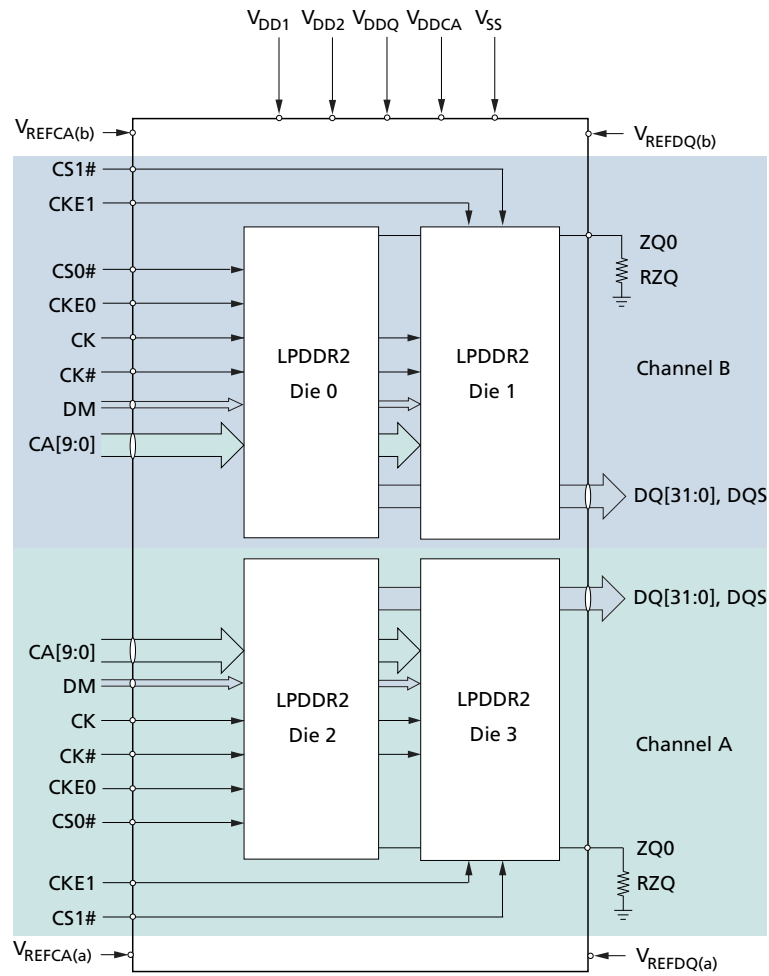 VDD1 VDD2 VDDQ VDDCA VSS
VREFCA(b)
VREFDQ(b)
CS1#
CKE1
ZQ0
RZQ
CS0#
CKE0
CK
CK#
DM
CA[9:0]
LPDDR2
Die 0
LPDDR2
Die 1
Channel B
DQ[31:0], DQS
DQ[31:0], DQS
CA[9:0]
DM
CK
CK#
CKE0
CS0#
LPDDR2
Die 2
LPDDR2
Die 3
Channel A
ZQ0
RZQ
CKE1
CS1#
VREFCA(a)
VREFDQ(a)